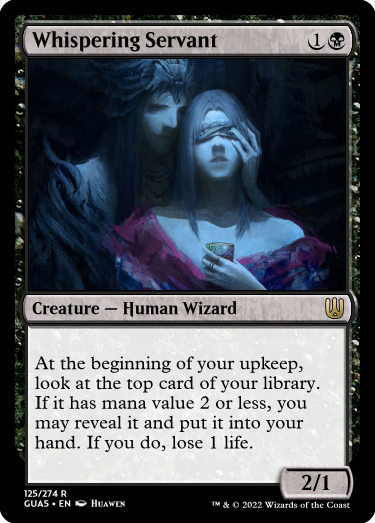 Whispering Servant 1
Creature — Human Wizard
At the beginning of your upkeep,
look at the top card of your library.
If it has mana value 2 or less, you
may reveal it and put it into your
hand. If you do, lose 1 life.
2/1
125/274 R
GUA5 • EN Huawen
™ & © 2022 Wizards of the Coast